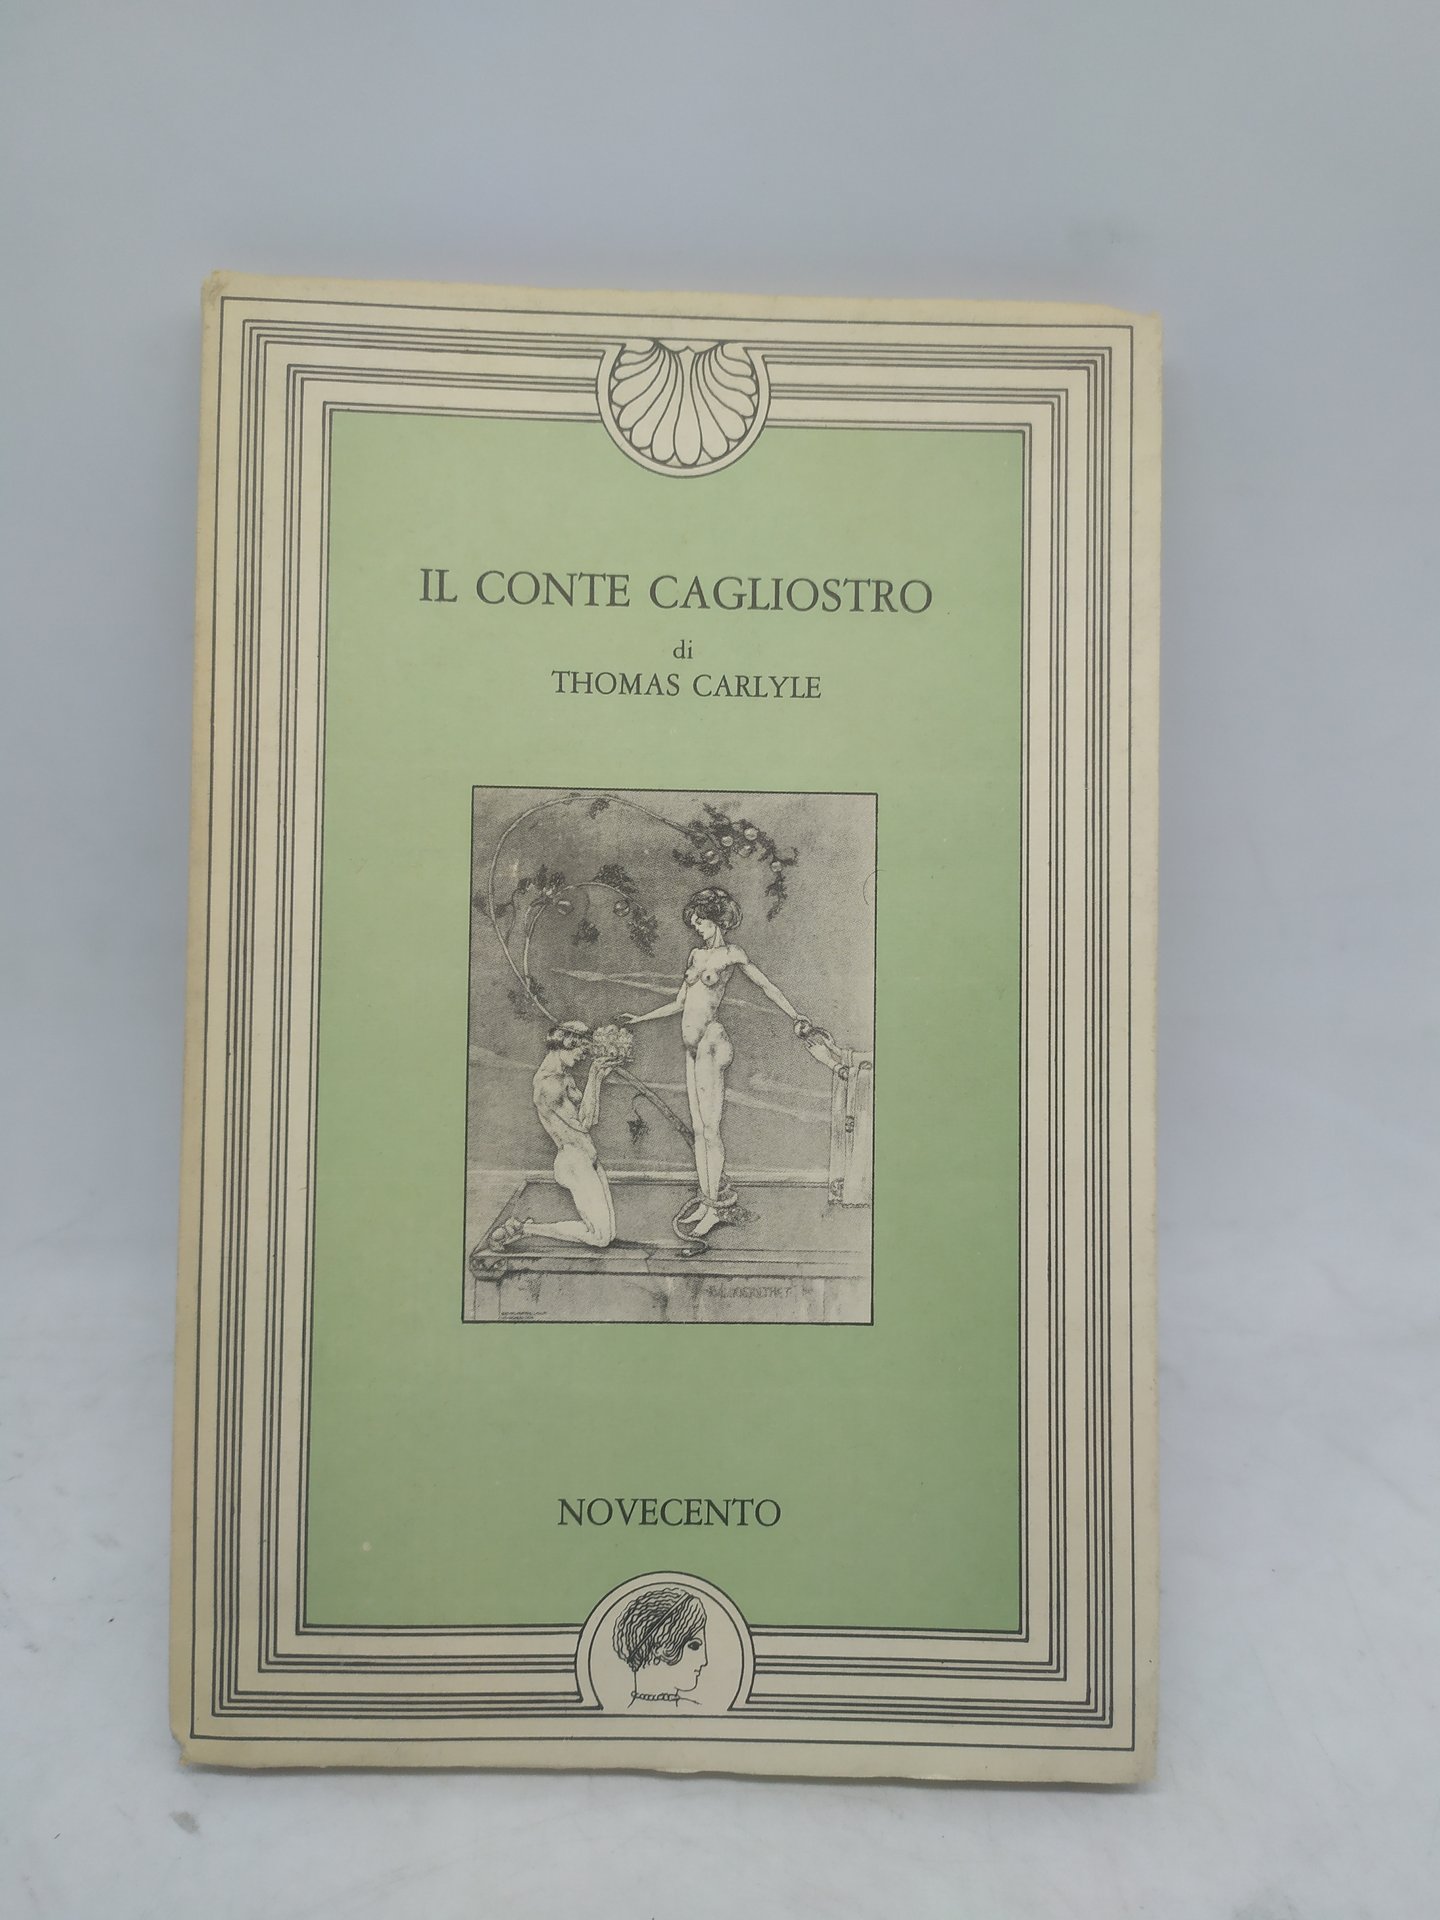 IL CONTE CAGLIOSTRO
di
THOMAS CARLYLE
NOVECENTO